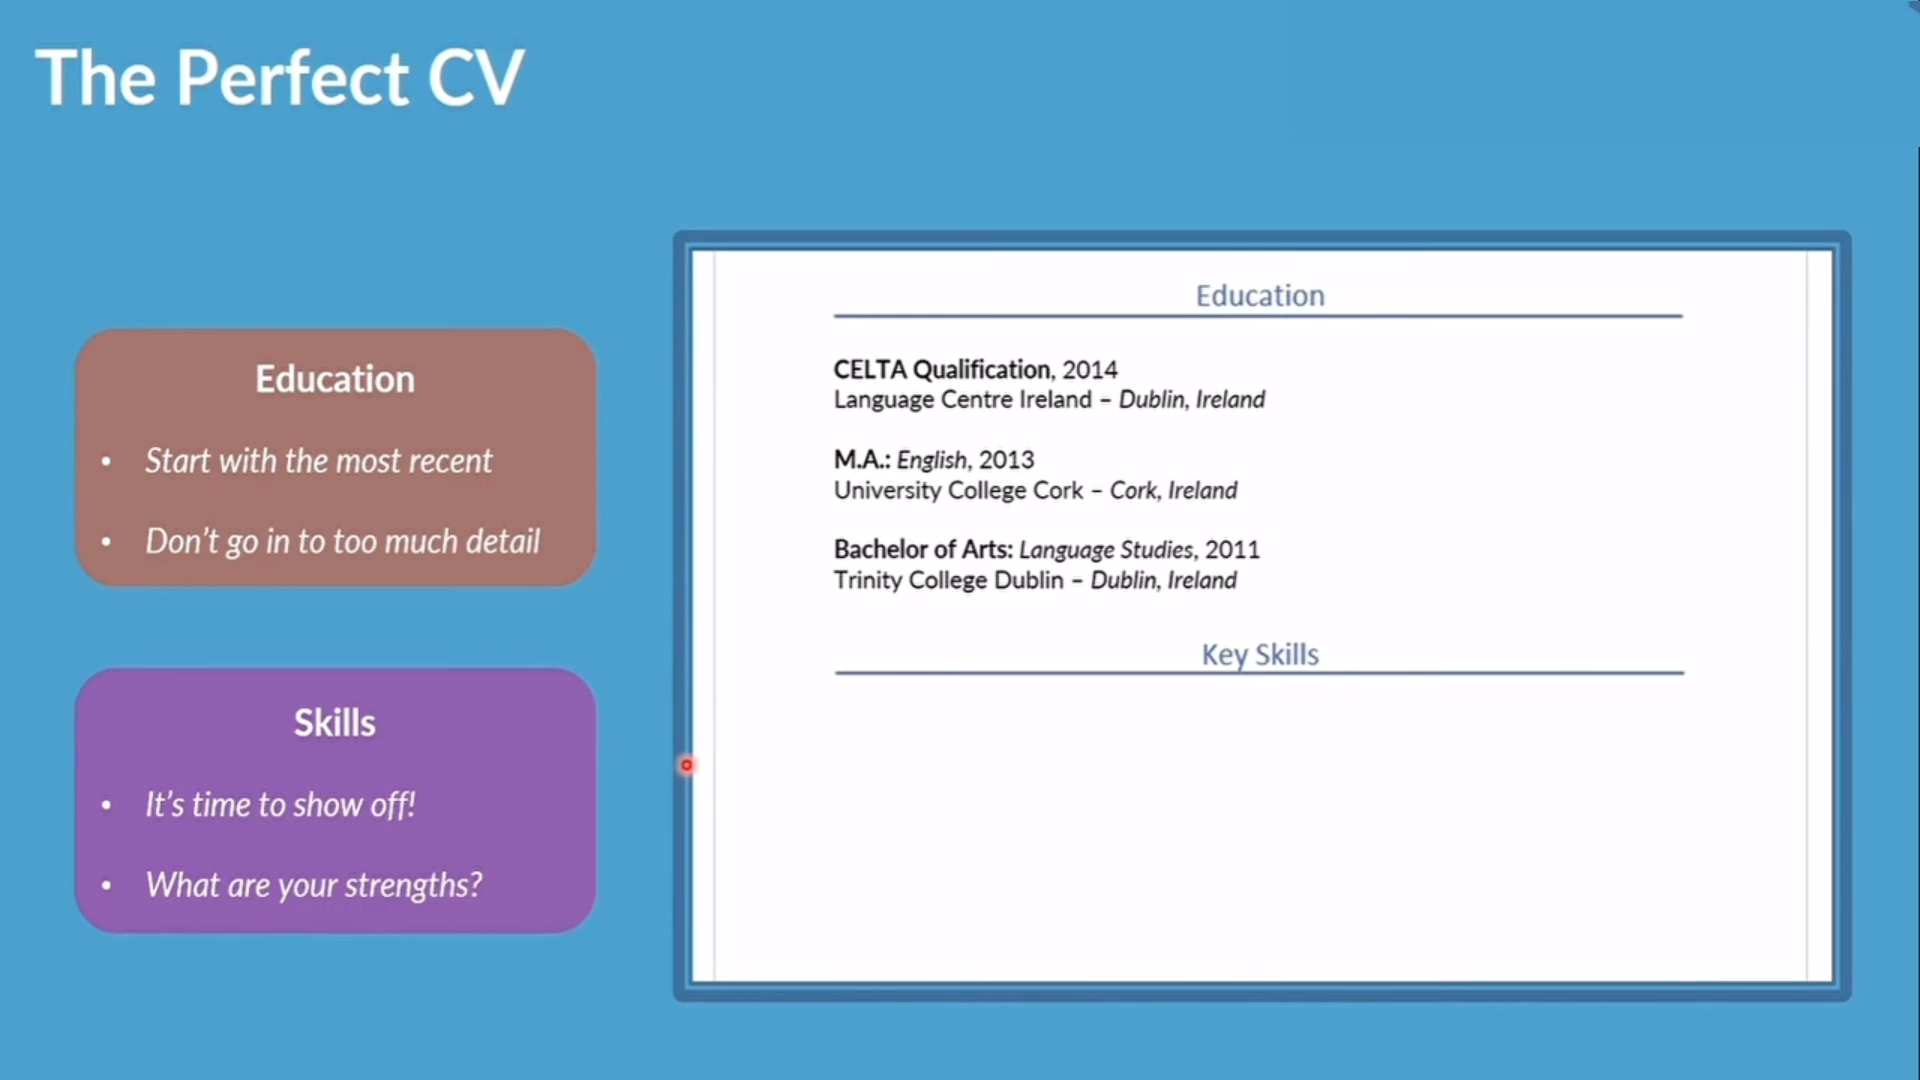 The Perfect CV
Education
• Start with the most recent
• Don't go in to too much detail
Skills
• It's time to show off!
• What are your strengths?
Education
CELTA Qualification, 2014
Language Centre Ireland – Dublin, Ireland
M.A.: English, 2013
University College Cork – Cork, Ireland
Bachelor of Arts: Language Studies, 2011
Trinity College Dublin – Dublin, Ireland
Key Skills